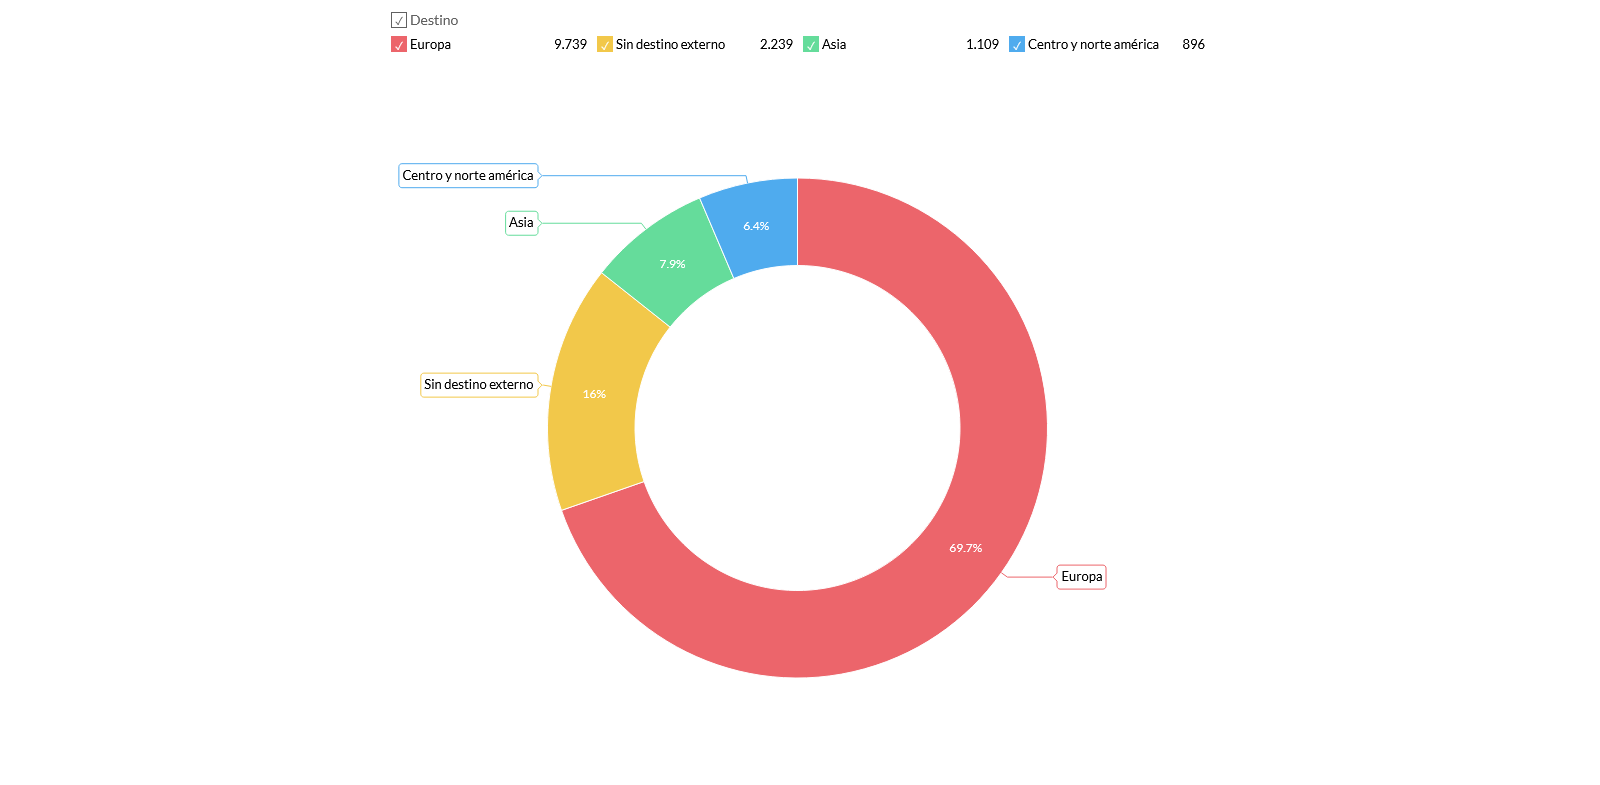 Destino
Europa 9.739 Sin destino externo 2.239 Asia 1.109 Centro y norte américa 896
Centro y norte américa
Asia
6.4%
7.9%
Sin destino externo
16%
69.7%
Europa